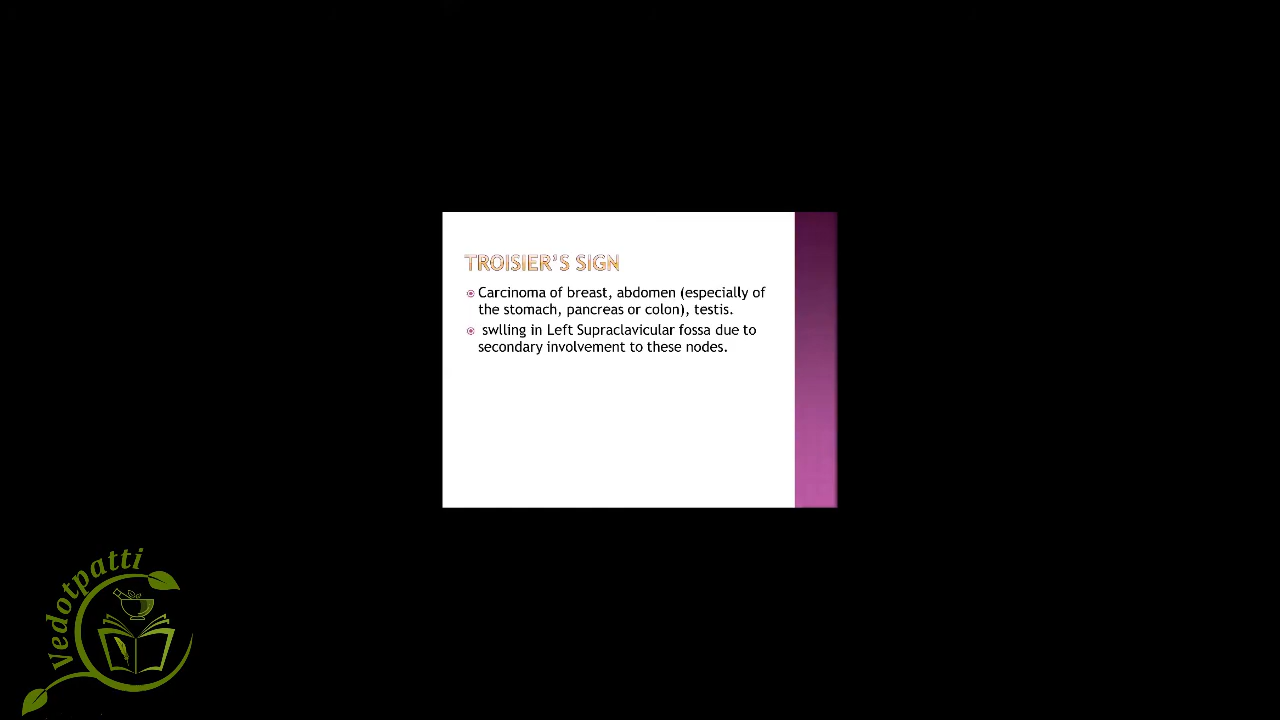 TROISIER'S SIGN
Carcinoma of breast, abdomen (especially of
the stomach, pancreas or colon), testis.
swlling in Left Supraclavicular fossa due to
secondary involvement to these nodes.
vedotpatti